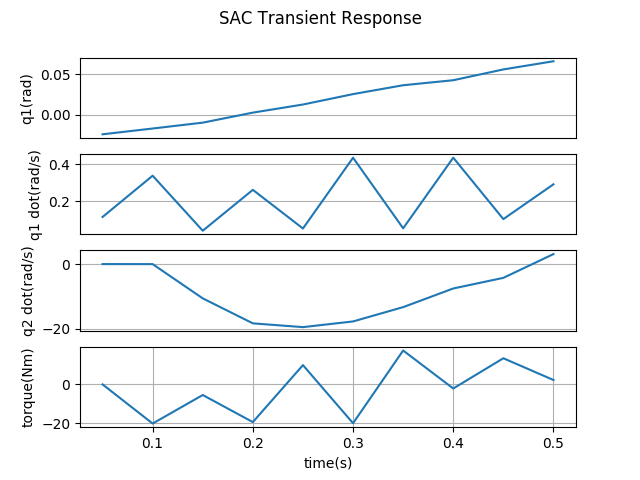 SAC Transient Response
q1(rad)
0.05
0.00
q1 dot(rad/s)
0.4
0.2
q2 dot(rad/s)
0
−20
torque(Nm)
0
−20
0.1 0.2 0.3 0.4 0.5
time(s)